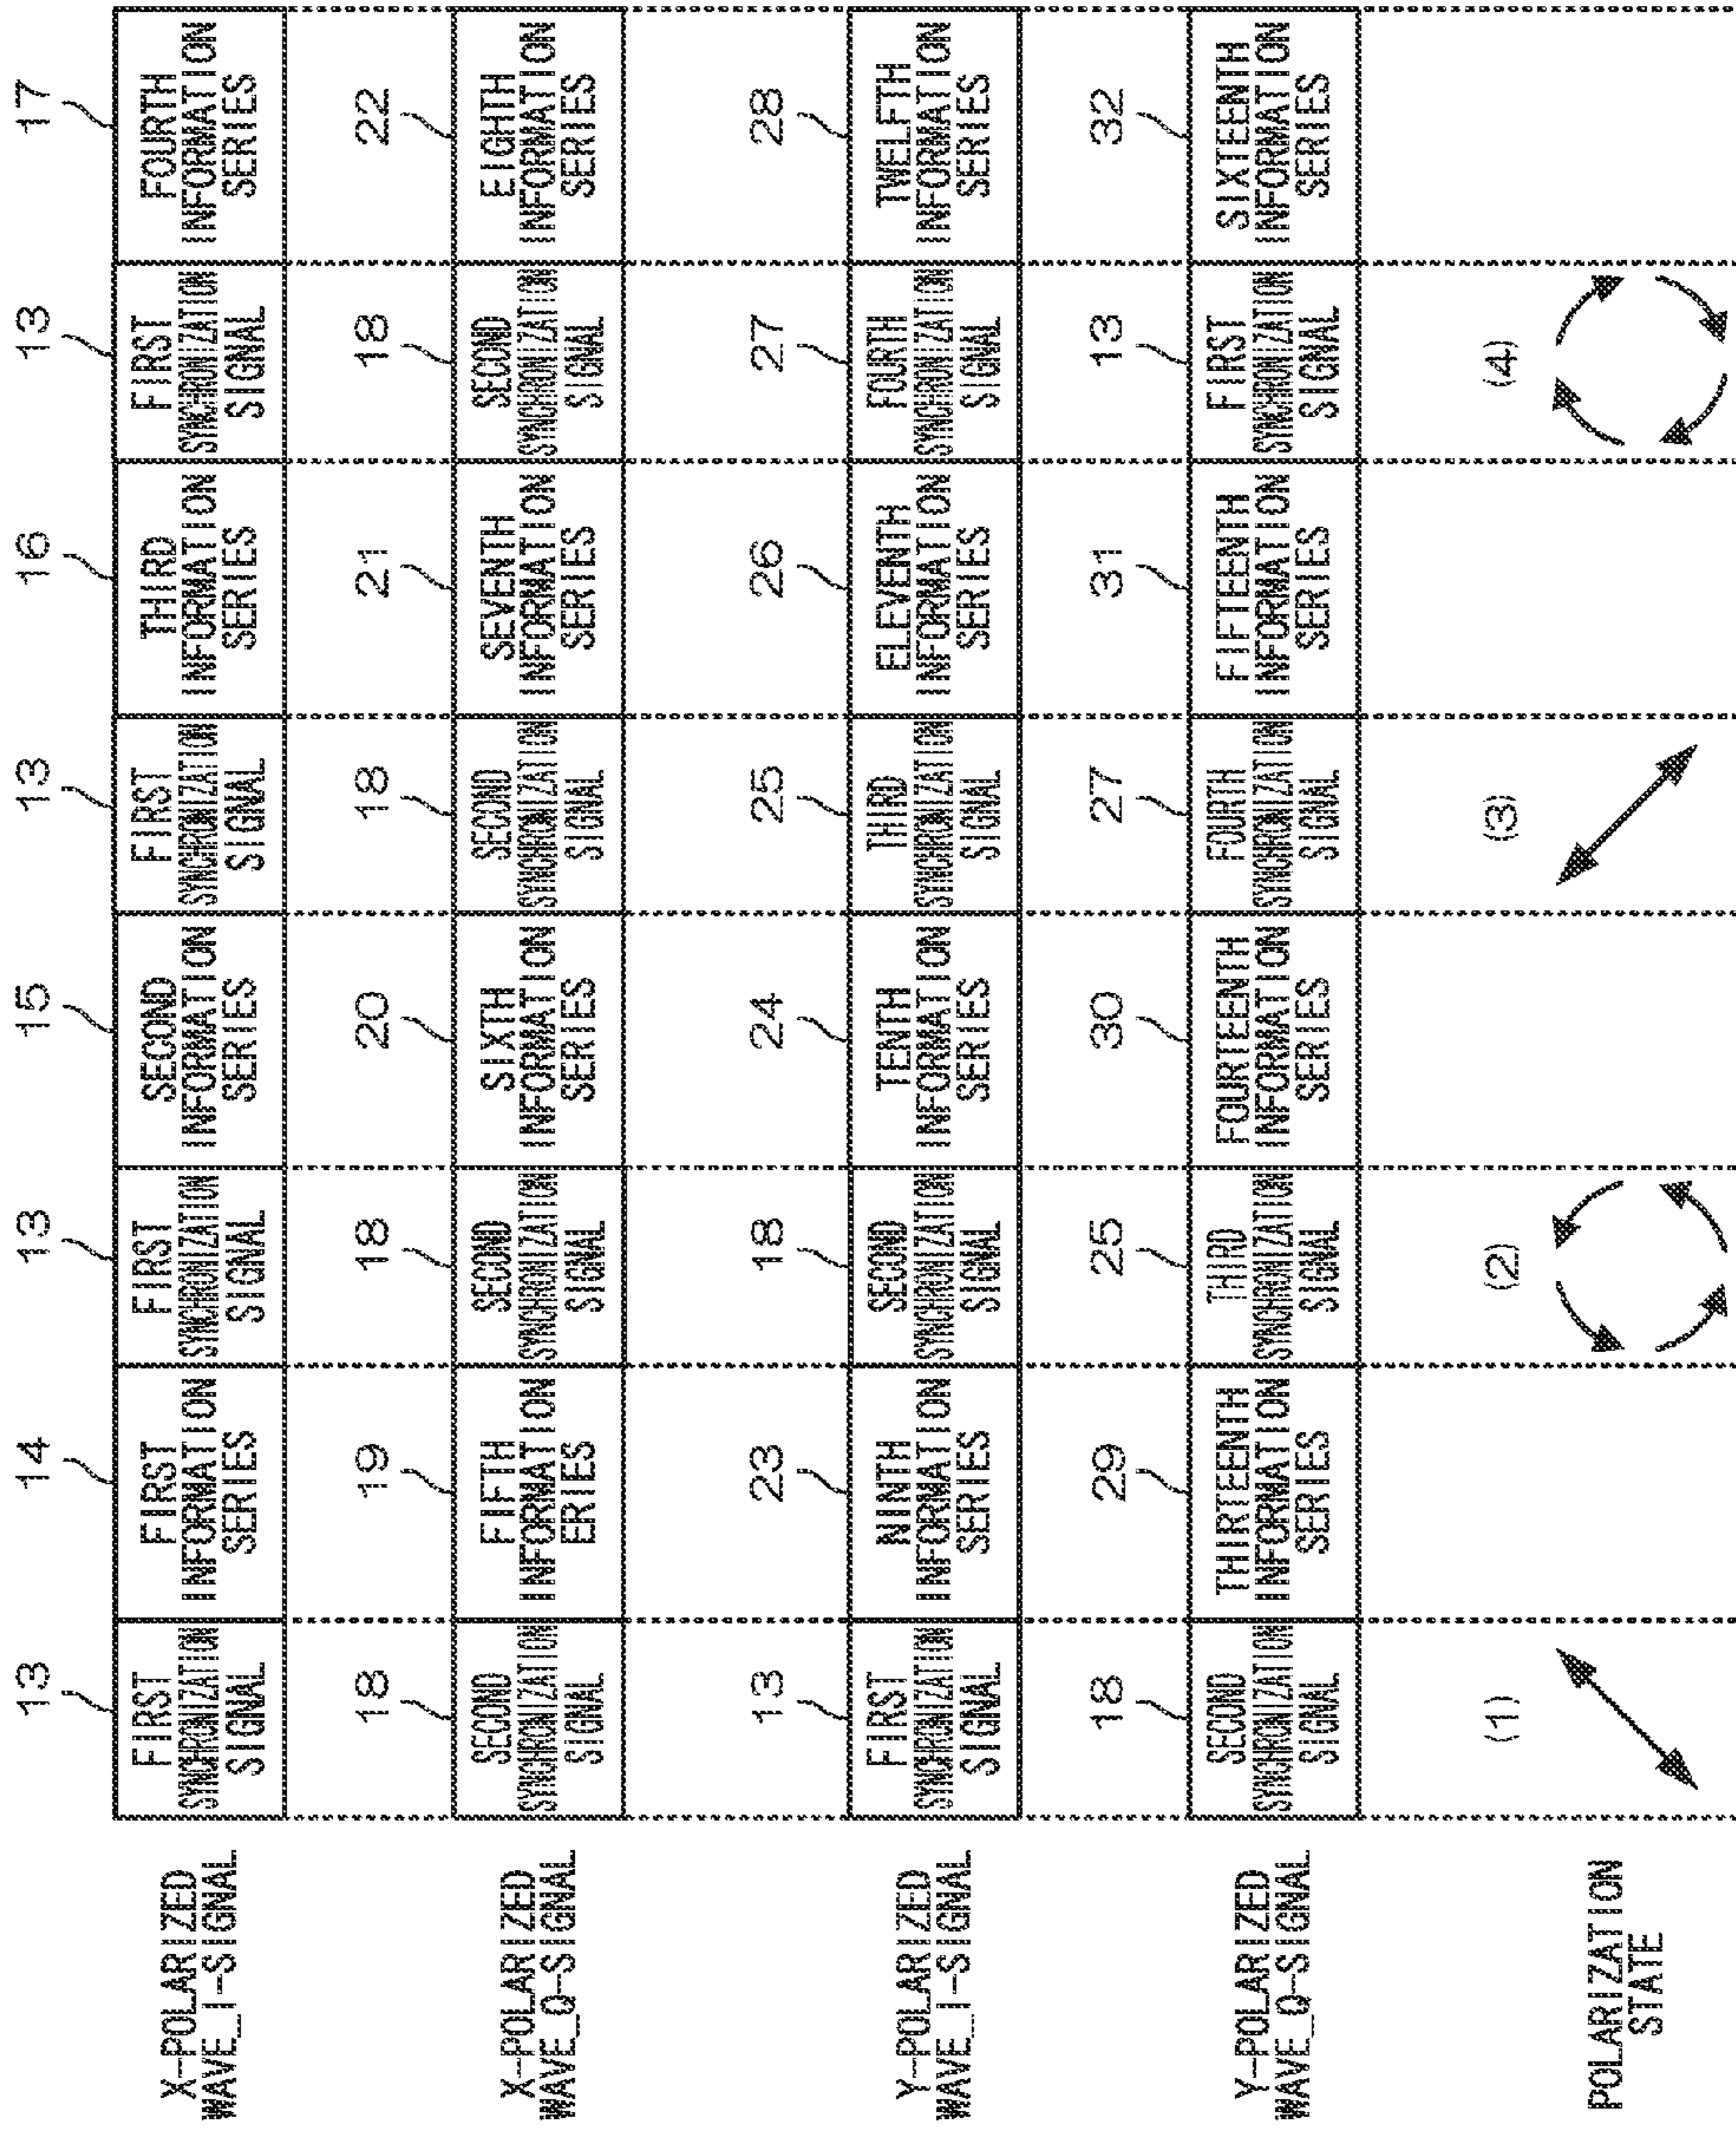 13
14
13
15
13
16
13
17
X-POLARIZED
WAVE_I-SIGNAL
FIRST
SYNCHRONIZATION
SIGNAL
FIRST
INFORMATION
SERIES
FIRST
SYNCHRONIZATION
SIGNAL
SECOND
INFORMATION
SERIES
FIRST
SYNCHRONIZATION
SIGNAL
THIRD
INFORMATION
SERIES
FIRST
SYNCHRONIZATION
SIGNAL
FOURTH
INFORMATION
SERIES
18
19
18
20
18
21
18
22
X-POLARIZED
WAVE_Q-SIGNAL
SECOND
SYNCHRONIZATION
SIGNAL
FIFTH
INFORMATION
ERIES
SECOND
SYNCHRONIZATION
SIGNAL
SIXTH
INFORMATION
SERIES
SECOND
SYNCHRONIZATION
SIGNAL
SEVENTH
INFORMATION
SERIES
SECOND
SYNCHRONIZATION
SIGNAL
EIGHTH
INFORMATION
SERIES
13
23
18
24
25
26
27
28
Y-POLARIZED
WAVE_I-SIGNAL
FIRST
SYNCHRONIZATION
SIGNAL
NINTH
INFORMATION
SERIES
SECOND
SYNCHRONIZATION
SIGNAL
TENTH
INFORMATION
SERIES
THIRD
SYNCHRONIZATION
SIGNAL
ELEVENTH
INFORMATION
SERIES
FOURTH
SYNCHRONIZATION
SIGNAL
TWELFTH
INFORMATION
SERIES
18
29
25
30
27
31
13
32
Y-POLARIZED
WAVE_Q-SIGNAL
SECOND
SYNCHRONIZATION
SIGNAL
THIRTEENTH
INFORMATION
SERIES
THIRD
SYNCHRONIZATION
SIGNAL
FOURTEENTH
INFORMATION
SERIES
FOURTH
SYNCHRONIZATION
SIGNAL
FIFTEENTH
INFORMATION
SERIES
FIRST
SYNCHRONIZATION
SIGNAL
SIXTEENTH
INFORMATION
SERIES
POLARIZATION
STATE
(1)
(2)
(3)
(4)